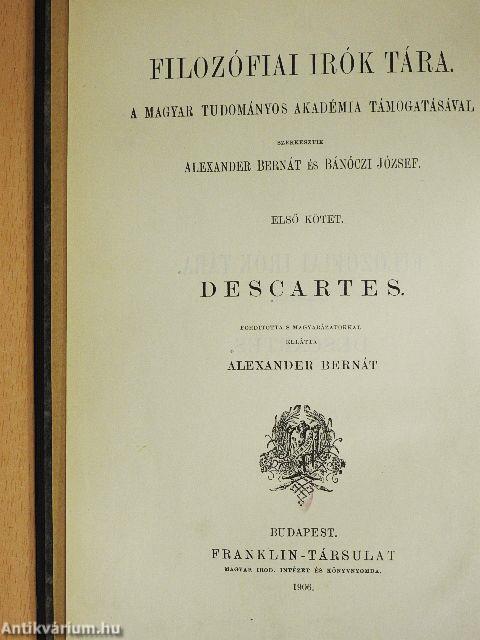 FILOZÓFIAI IRÓK TÁRA.
A MAGYAR TUDOMÁNYOS AKADÉMIA TÁMOGATÁSÁVAL
SZERKESZTIK
ALEXANDER BERNÁT ÉS BÁNÓCZI JÓZSEF.
ELSŐ KÖTET.
DESCARTES.
FORDITOTTA S MAGYARÁZATOKKAL
ELLÁTTA
ALEXANDER BERNÁT
BUDAPEST.
FRANKLIN-TÁRSULAT
MAGYAR IROD. INTÉZET ÉS KÖNYVNYOMDA.
1906.
Antikvárium.hu